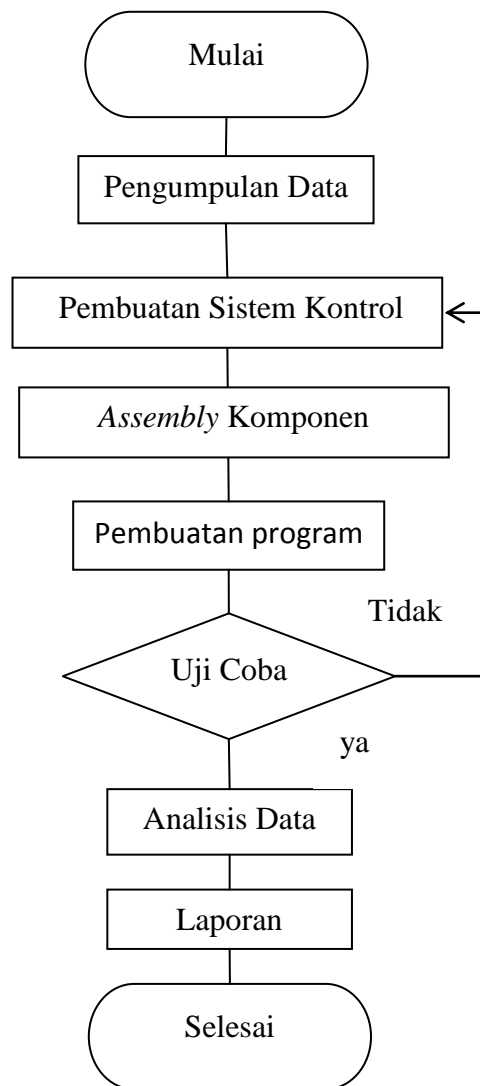 Mulai
Pengumpulan Data
Pembuatan Sistem Kontrol
Assembly Komponen
Pembuatan program
Tidak
Uji Coba
ya
Analisis Data
Laporan
Selesai